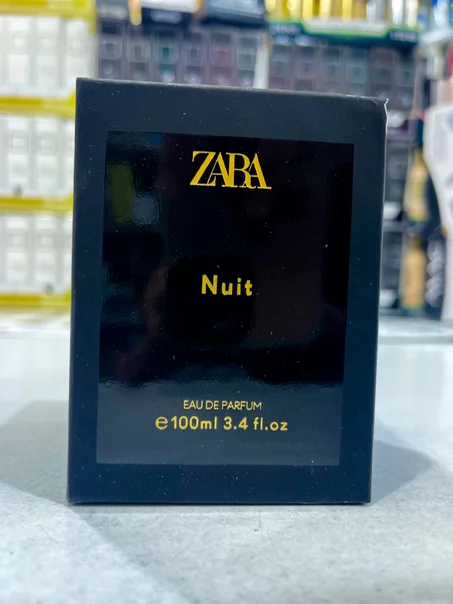 ZARA
Nuit
EAU DE PARFUM
℮100ml 3.4 fl.oz